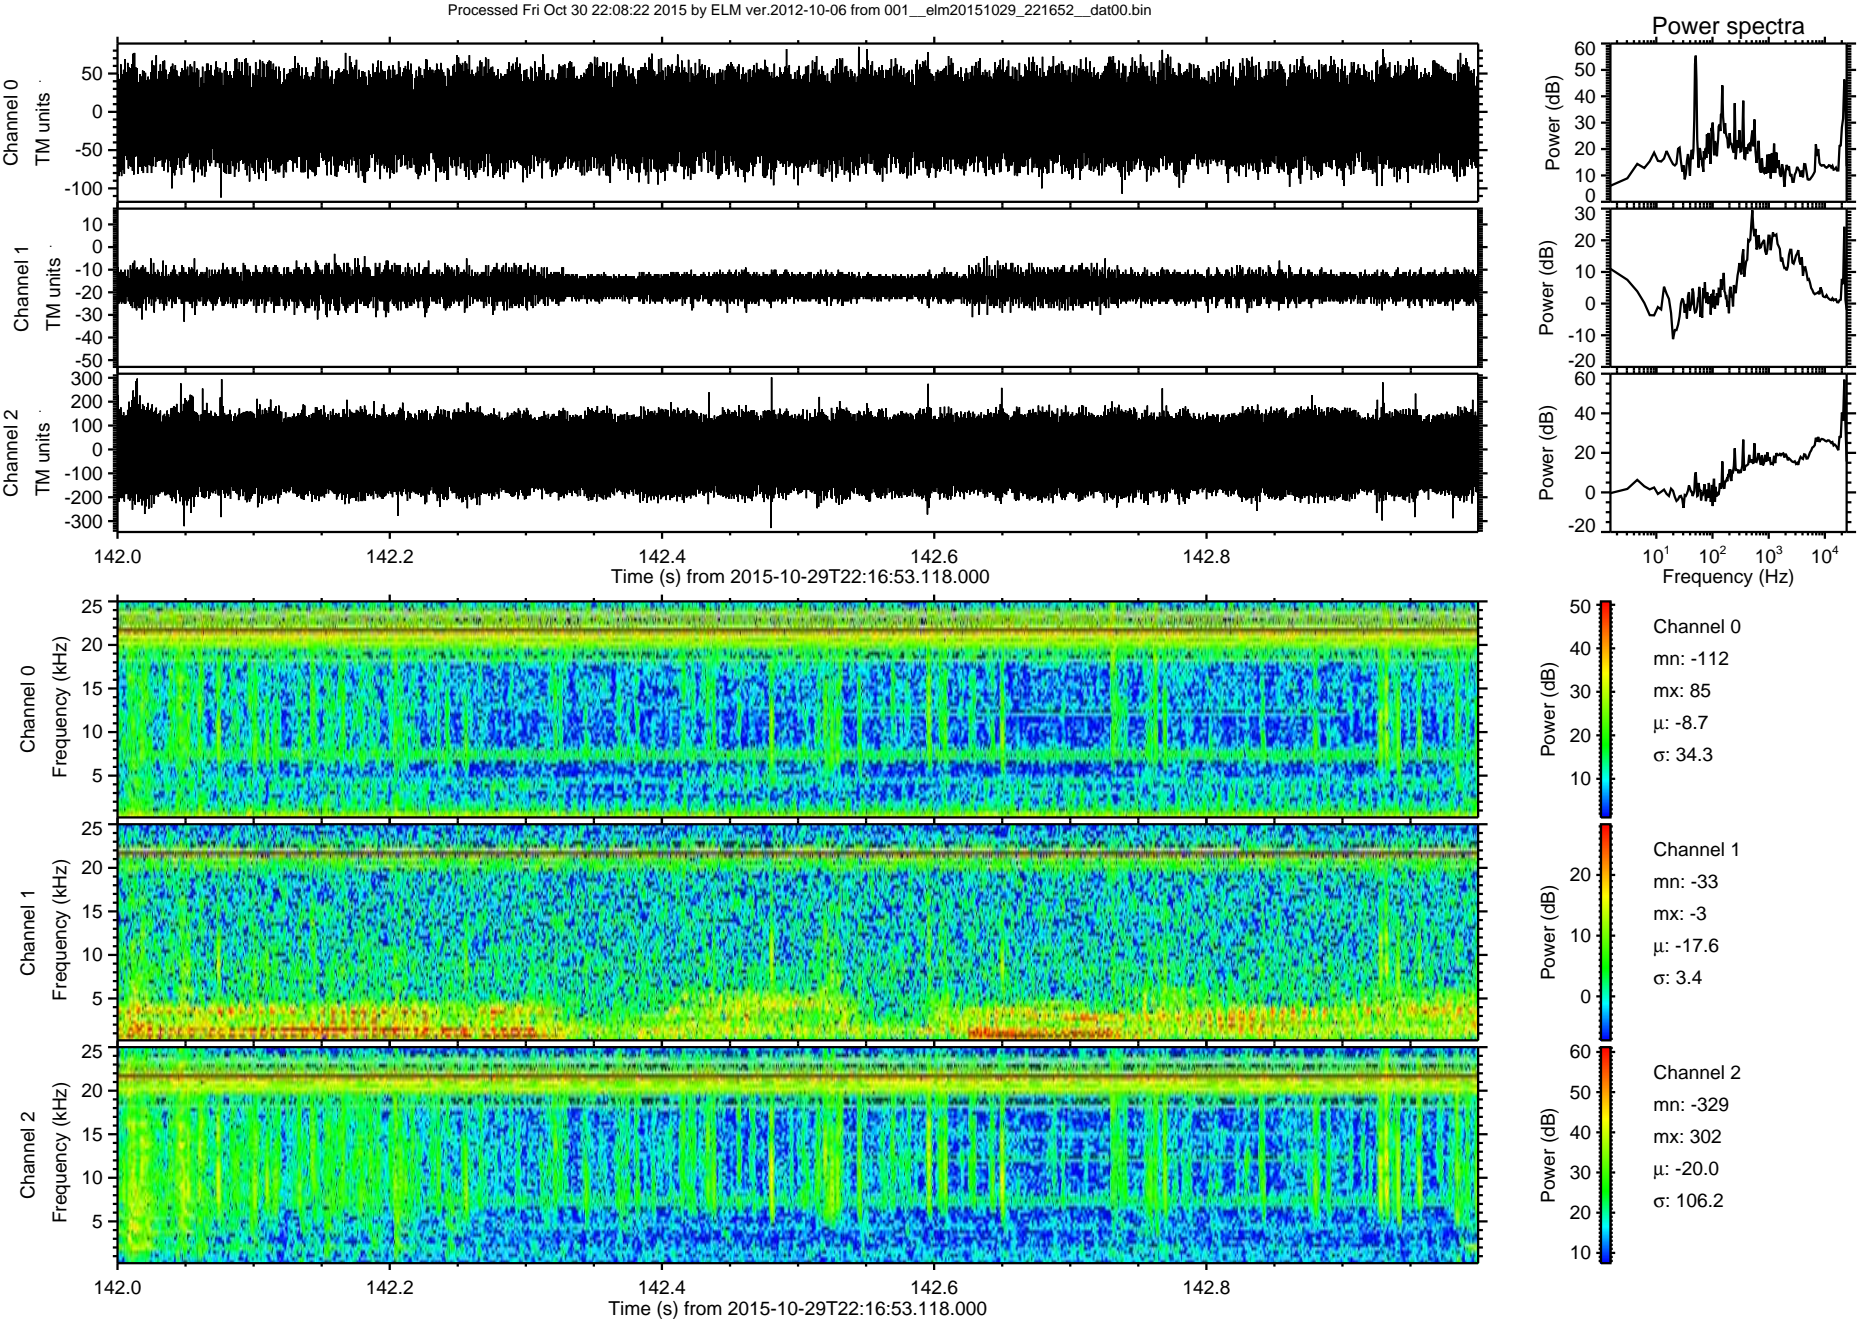 Processed Fri Oct 30 22:08:22 2015 by ELM ver.2012-10-06 from 001__elm20151029_221652__dat00.bin
Power spectra
Channel 0
TM units
50
0
-50
-100
Power (dB)
60
50
40
30
20
10
0
Channel 1
TM units
10
0
-10
-20
-30
-40
-50
Power (dB)
30
20
10
0
-10
-20
Channel 2
TM units
300
200
100
0
-100
-200
-300
Power (dB)
60
40
20
0
-20
142.0 142.2 142.4 142.6 142.8
Time (s) from 2015-10-29T22:16:53.118.000
10¹ 10² 10³ 10⁴
Frequency (Hz)
Channel 0
Frequency (kHz)
25
20
15
10
5
Power (dB)
50
40
30
20
10
Channel 0
mn: -112
mx: 85
µ: -8.7
σ: 34.3
Channel 1
Frequency (kHz)
25
20
15
10
5
Power (dB)
20
10
0
Channel 1
mn: -33
mx: -3
µ: -17.6
σ: 3.4
Channel 2
Frequency (kHz)
25
20
15
10
5
Power (dB)
60
50
40
30
20
10
Channel 2
mn: -329
mx: 302
µ: -20.0
σ: 106.2
142.0 142.2 142.4 142.6 142.8
Time (s) from 2015-10-29T22:16:53.118.000